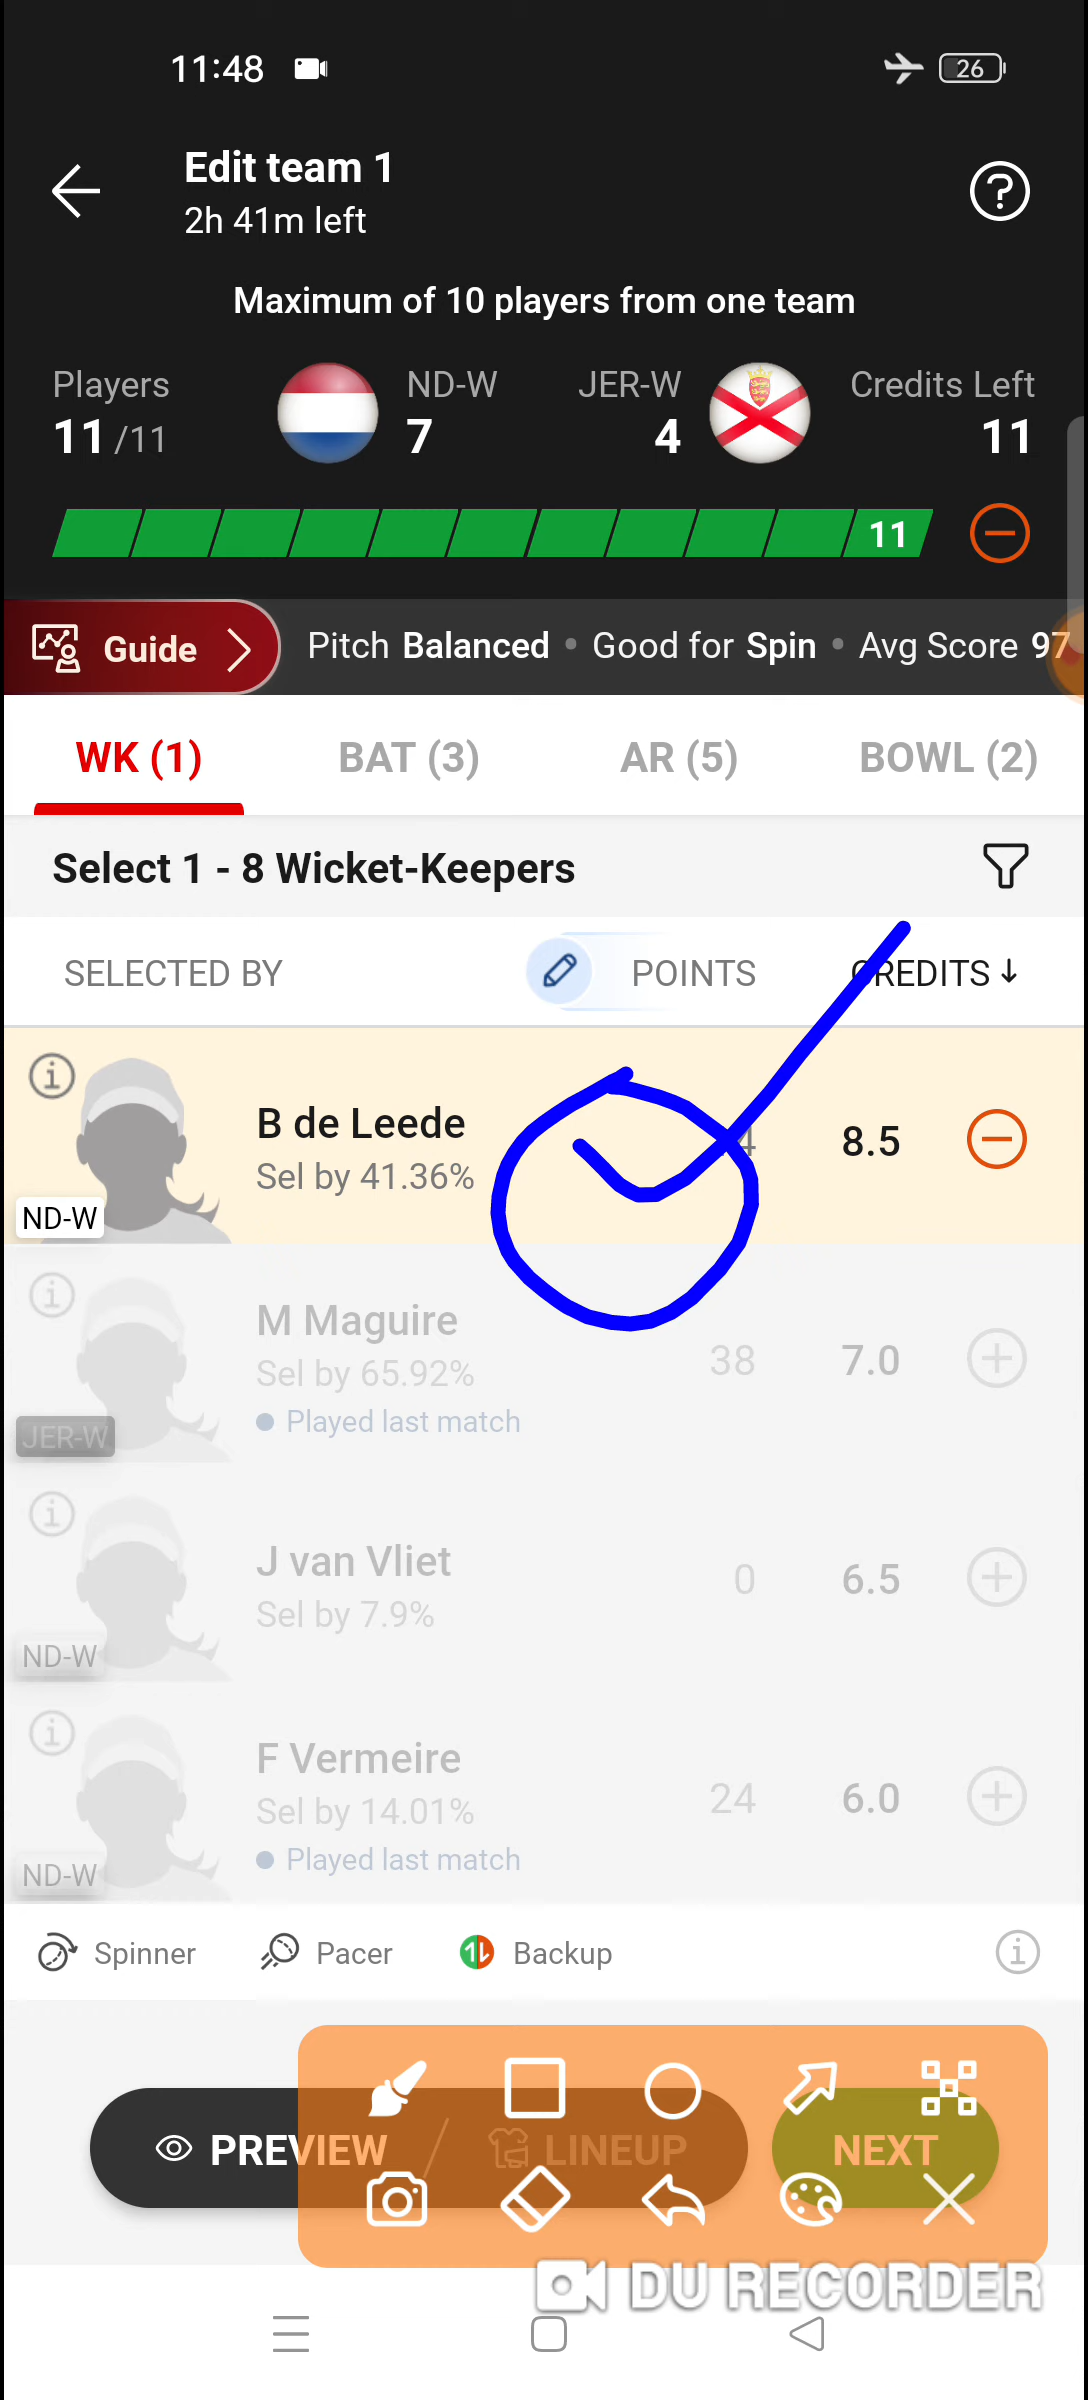 11:48
26
Edit team 1
2h 41m left
Maximum of 10 players from one team
Players ND-W JER-W Credits Left
11/11 7 4 11
11
Guide Pitch Balanced • Good for Spin • Avg Score 97
WK (1) BAT (3) AR (5) BOWL (2)
Select 1 - 8 Wicket-Keepers
SELECTED BY POINTS CREDITS ↓
B de Leede
Sel by 41.36%
8.5
ND-W
M Maguire
Sel by 65.92%
38 7.0
Played last match
JER-W
J van Vliet
Sel by 7.9%
0 6.5
ND-W
F Vermeire
Sel by 14.01%
24 6.0
Played last match
ND-W
Spinner Pacer Backup
PREVIEW LINEUP NEXT
DU RECORDER